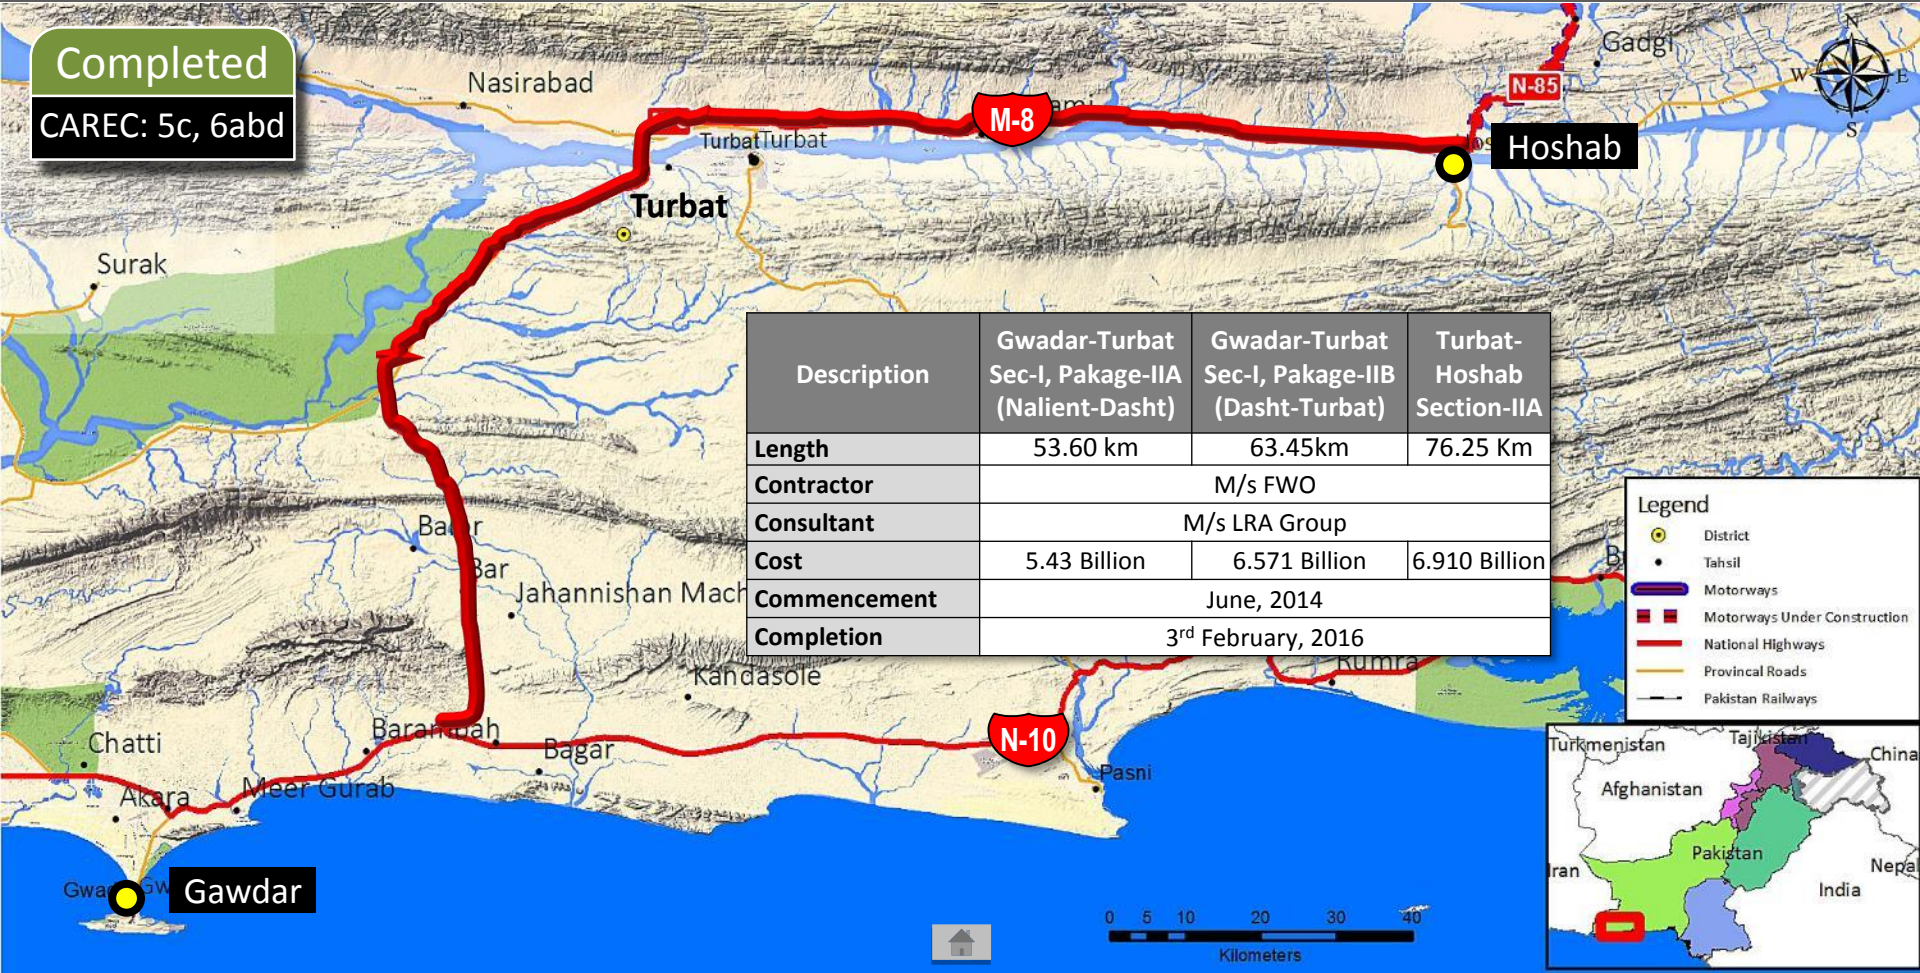 Completed
CAREC: 5c, 6abd
Nasirabad
Gadgi
N
W
E
S
N-85
M-8
Hoshab
Turbat
Turbat
Turbat
Surak
Description
Gwadar-Turbat
Sec-I, Pakage-IIA
(Nalient-Dasht)
Gwadar-Turbat
Sec-I, Pakage-IIB
(Dasht-Turbat)
Turbat-
Hoshab
Section-IIA
Length
53.60 km
63.45km
76.25 Km
Contractor
M/s FWO
Consultant
M/s LRA Group
Cost
5.43 Billion
6.571 Billion
6.910 Billion
Commencement
June, 2014
Completion
3rd February, 2016
Bar
Jahannishan Mach
Kandasole
Rumra
Chatti
Bagar
N-10
Pasni
Akara
Meer Gurab
Gawdar
Legend
District
Tahsil
Motorways
Motorways Under Construction
National Highways
Provincal Roads
Pakistan Railways
Turkmenistan
Tajikistan
China
Afghanistan
Pakistan
Iran
Nepal
India
0 5 10 20 30 40
Kilometers